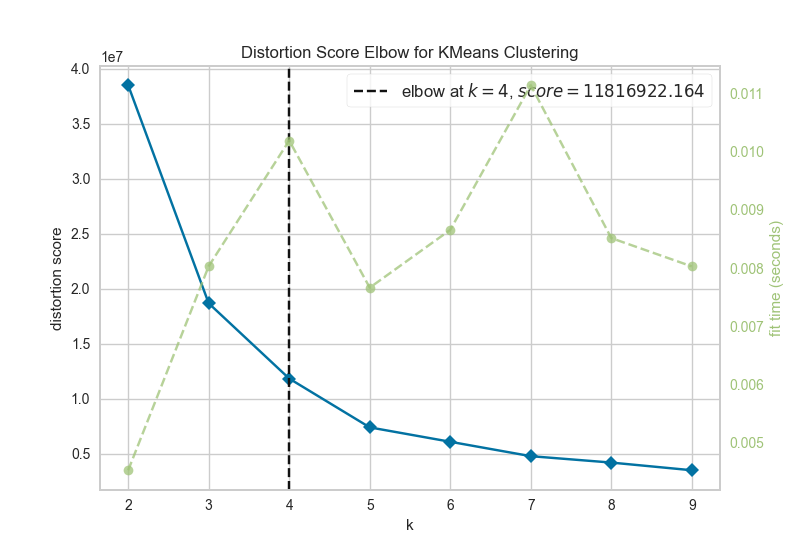 Distortion Score Elbow for KMeans Clustering
1e7
elbow at k = 4, score = 11816922.164
4.0
3.5
3.0
2.5
2.0
1.5
1.0
0.5
distortion score
0.011
0.010
0.009
0.008
0.007
0.006
0.005
fit time (seconds)
2 3 4 5 6 7 8 9
k